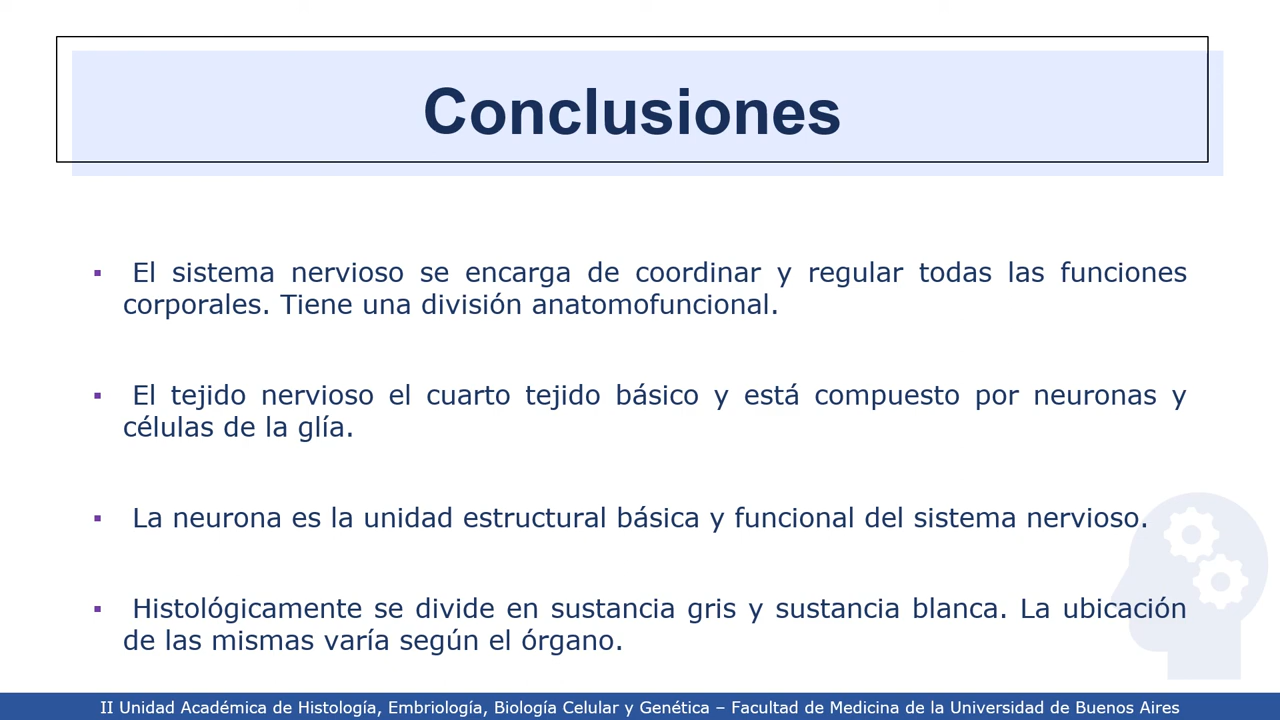 Conclusiones
▪ El sistema nervioso se encarga de coordinar y regular todas las funciones
corporales. Tiene una división anatomofuncional.
▪ El tejido nervioso el cuarto tejido básico y está compuesto por neuronas y
células de la glía.
▪ La neurona es la unidad estructural básica y funcional del sistema nervioso.
▪ Histológicamente se divide en sustancia gris y sustancia blanca. La ubicación
de las mismas varía según el órgano.
II Unidad Académica de Histología, Embriología, Biología Celular y Genética – Facultad de Medicina de la Universidad de Buenos Aires